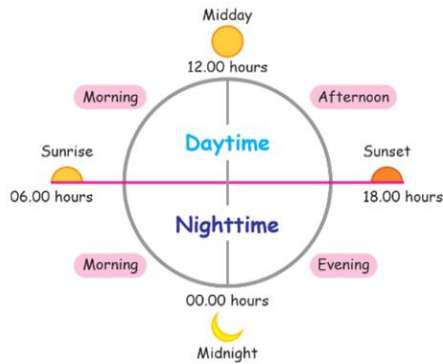 Midday
12.00 hours
Morning
Afternoon
Daytime
Sunrise
Sunset
06.00 hours
18.00 hours
Nighttime
Morning
Evening
00.00 hours
Midnight